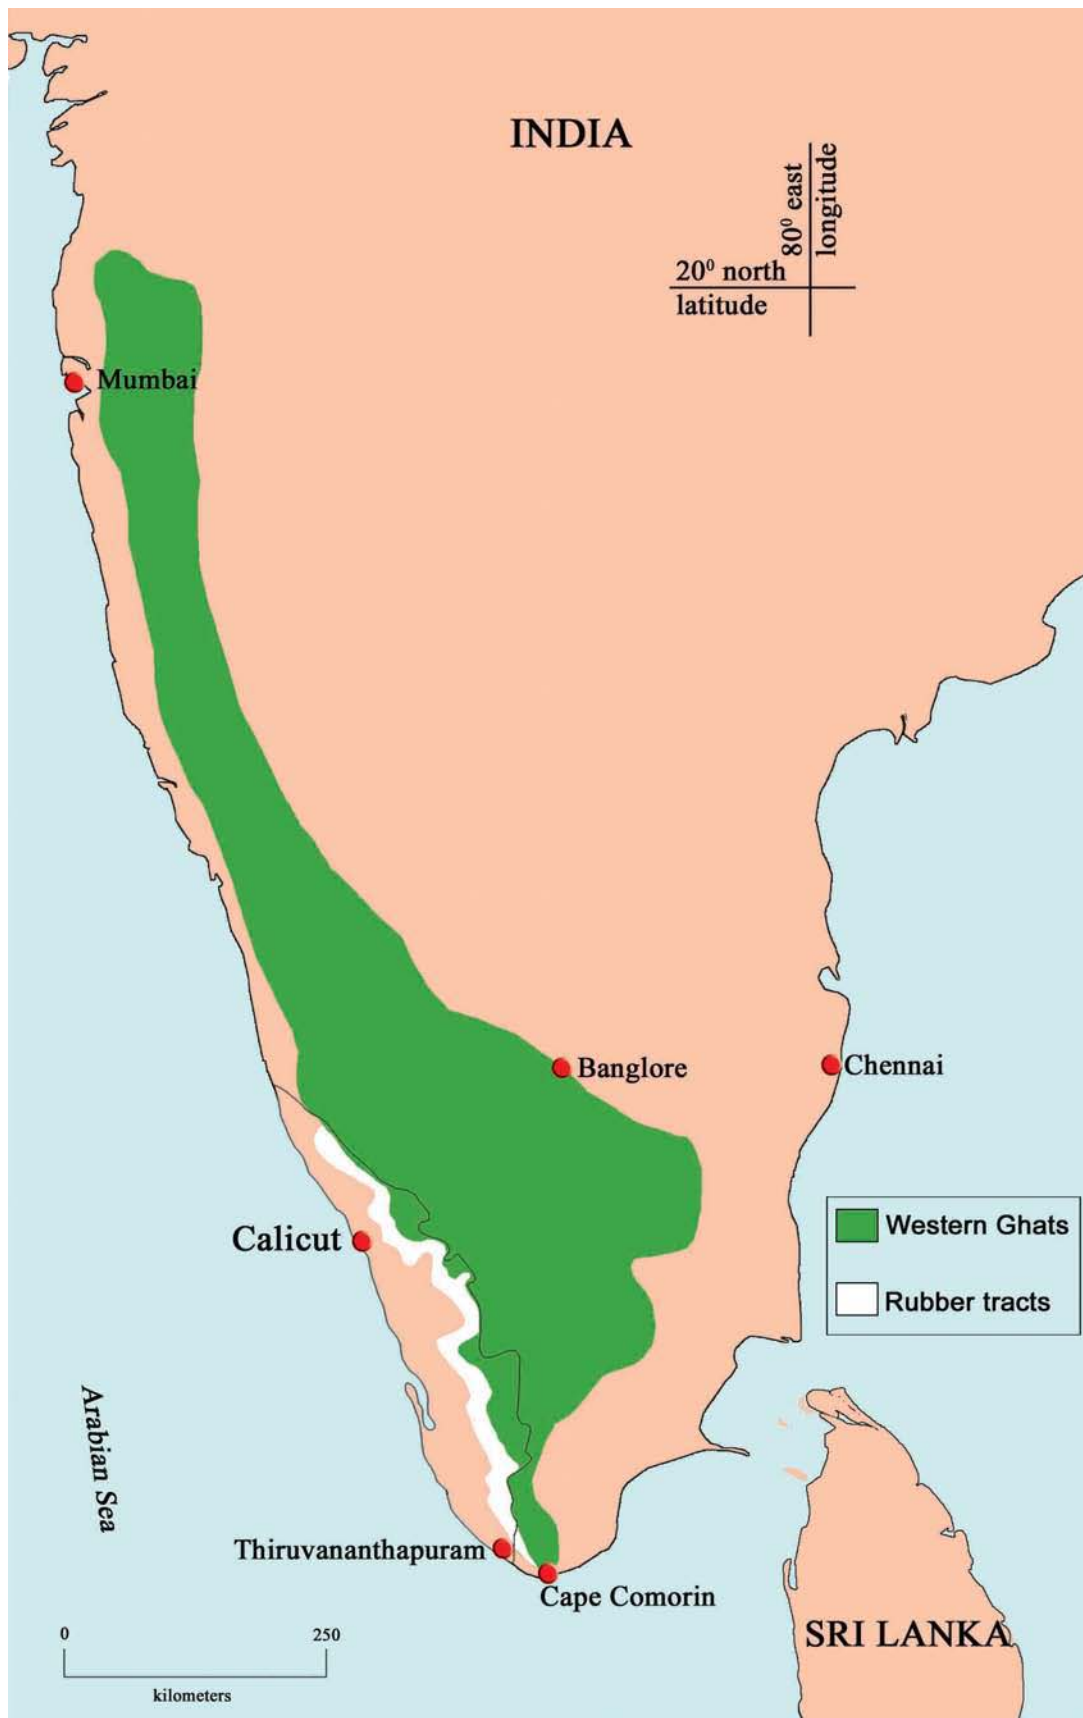 INDIA
80⁰ east
longitude
20⁰ north
latitude
Mumbai
Banglore
Chennai
Western Ghats
Calicut
Rubber tracts
Arabian Sea
Thiruvananthapuram
Cape Comorin
SRI LANKA
0 250
kilometers